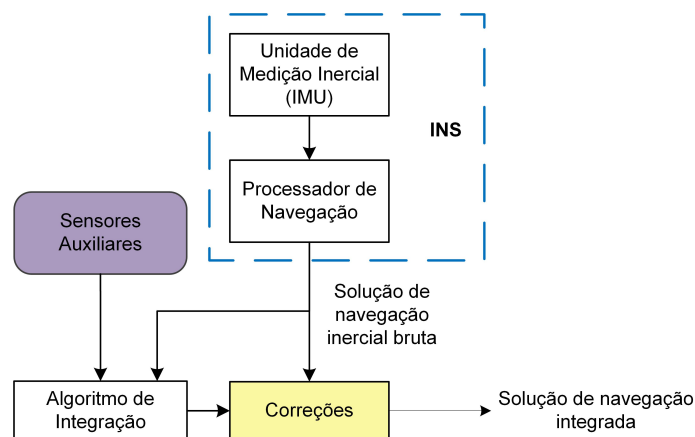 Unidade de
Medição Inercial
(IMU)
INS
Processador de
Navegação
Sensores
Auxiliares
Solução de
navegação
inercial bruta
Algoritmo de
Integração
Correções
Solução de navegação
integrada